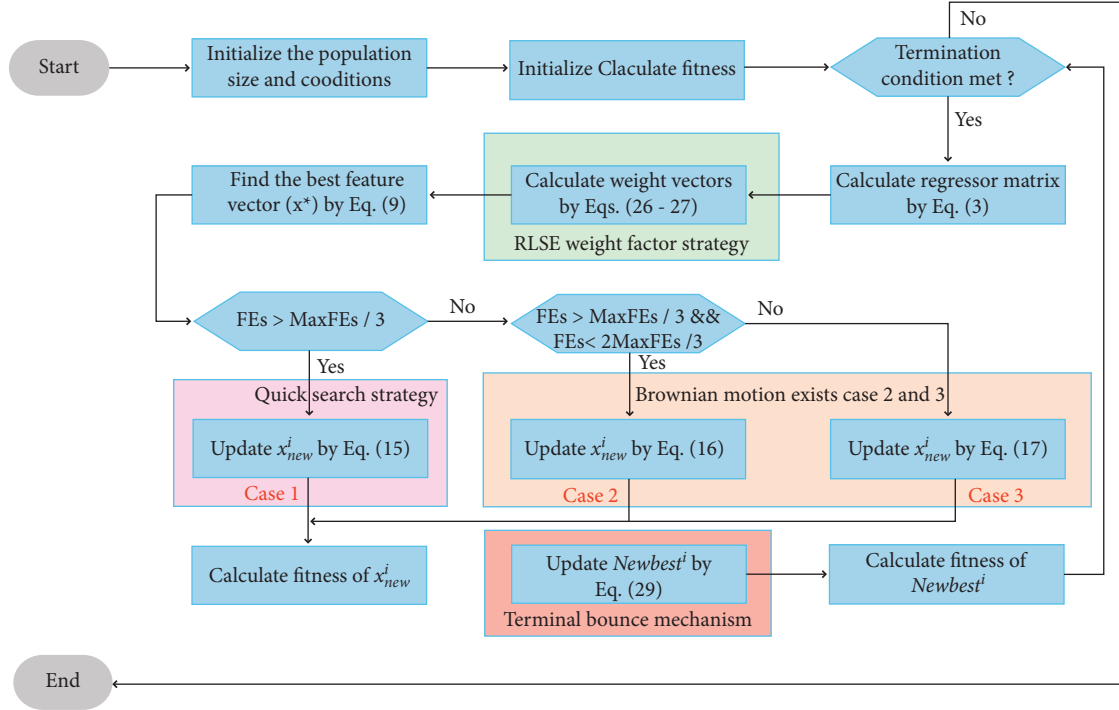 Start
Initialize the population
size and cooditions
Initialize Claculate fitness
Termination
condition met ?
No
Yes
Calculate regressor matrix
by Eq. (3)
Calculate weight vectors
by Eqs. (26 - 27)
RLSE weight factor strategy
Find the best feature
vector (x*) by Eq. (9)
FEs > MaxFEs / 3
No
FEs > MaxFEs / 3 &&
FEs< 2MaxFEs /3
No
Yes
Yes
Quick search strategy
Brownian motion exists case 2 and 3
Update x^i_new by Eq. (15)
Update x^i_new by Eq. (16)
Update x^i_new by Eq. (17)
Case 1
Case 2
Case 3
Calculate fitness of x^i_new
Update Newbest^i by
Eq. (29)
Terminal bounce mechanism
Calculate fitness of
Newbest^i
End